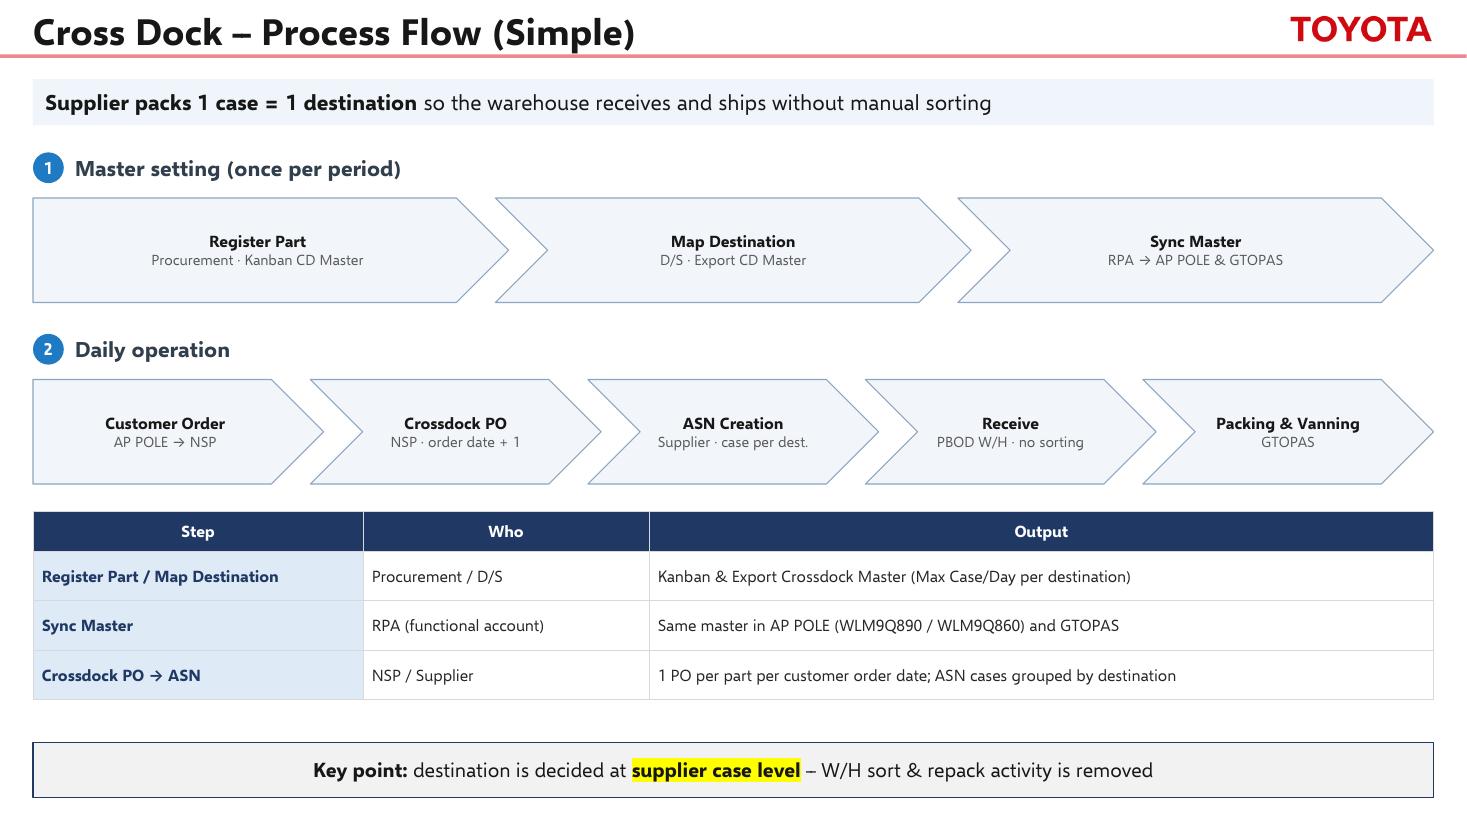 Cross Dock – Process Flow (Simple)
TOYOTA
Supplier packs 1 case = 1 destination so the warehouse receives and ships without manual sorting
1 Master setting (once per period)
Register Part
Procurement · Kanban CD Master
Map Destination
D/S · Export CD Master
Sync Master
RPA → AP POLE & GTOPAS
2 Daily operation
Customer Order
AP POLE → NSP
Crossdock PO
NSP · order date + 1
ASN Creation
Supplier · case per dest.
Receive
PBOD W/H · no sorting
Packing & Vanning
GTOPAS
Step Who Output
Register Part / Map Destination Procurement / D/S Kanban & Export Crossdock Master (Max Case/Day per destination)
Sync Master RPA (functional account) Same master in AP POLE (WLM9Q890 / WLM9Q860) and GTOPAS
Crossdock PO → ASN NSP / Supplier 1 PO per part per customer order date; ASN cases grouped by destination
Key point: destination is decided at supplier case level – W/H sort & repack activity is removed